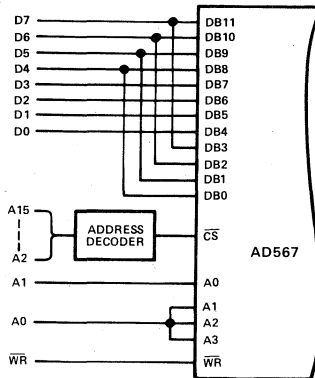 D7 DB11
D6 DB10
D5 DB9
D4 DB8
D3 DB7
D2 DB6
D1 DB5
D0 DB4
DB3
DB2
DB1
DB0
A15
A2
ADDRESS
DECODER
CS
AD567
A1 A0
A1
A0 A2
A3
WR WR